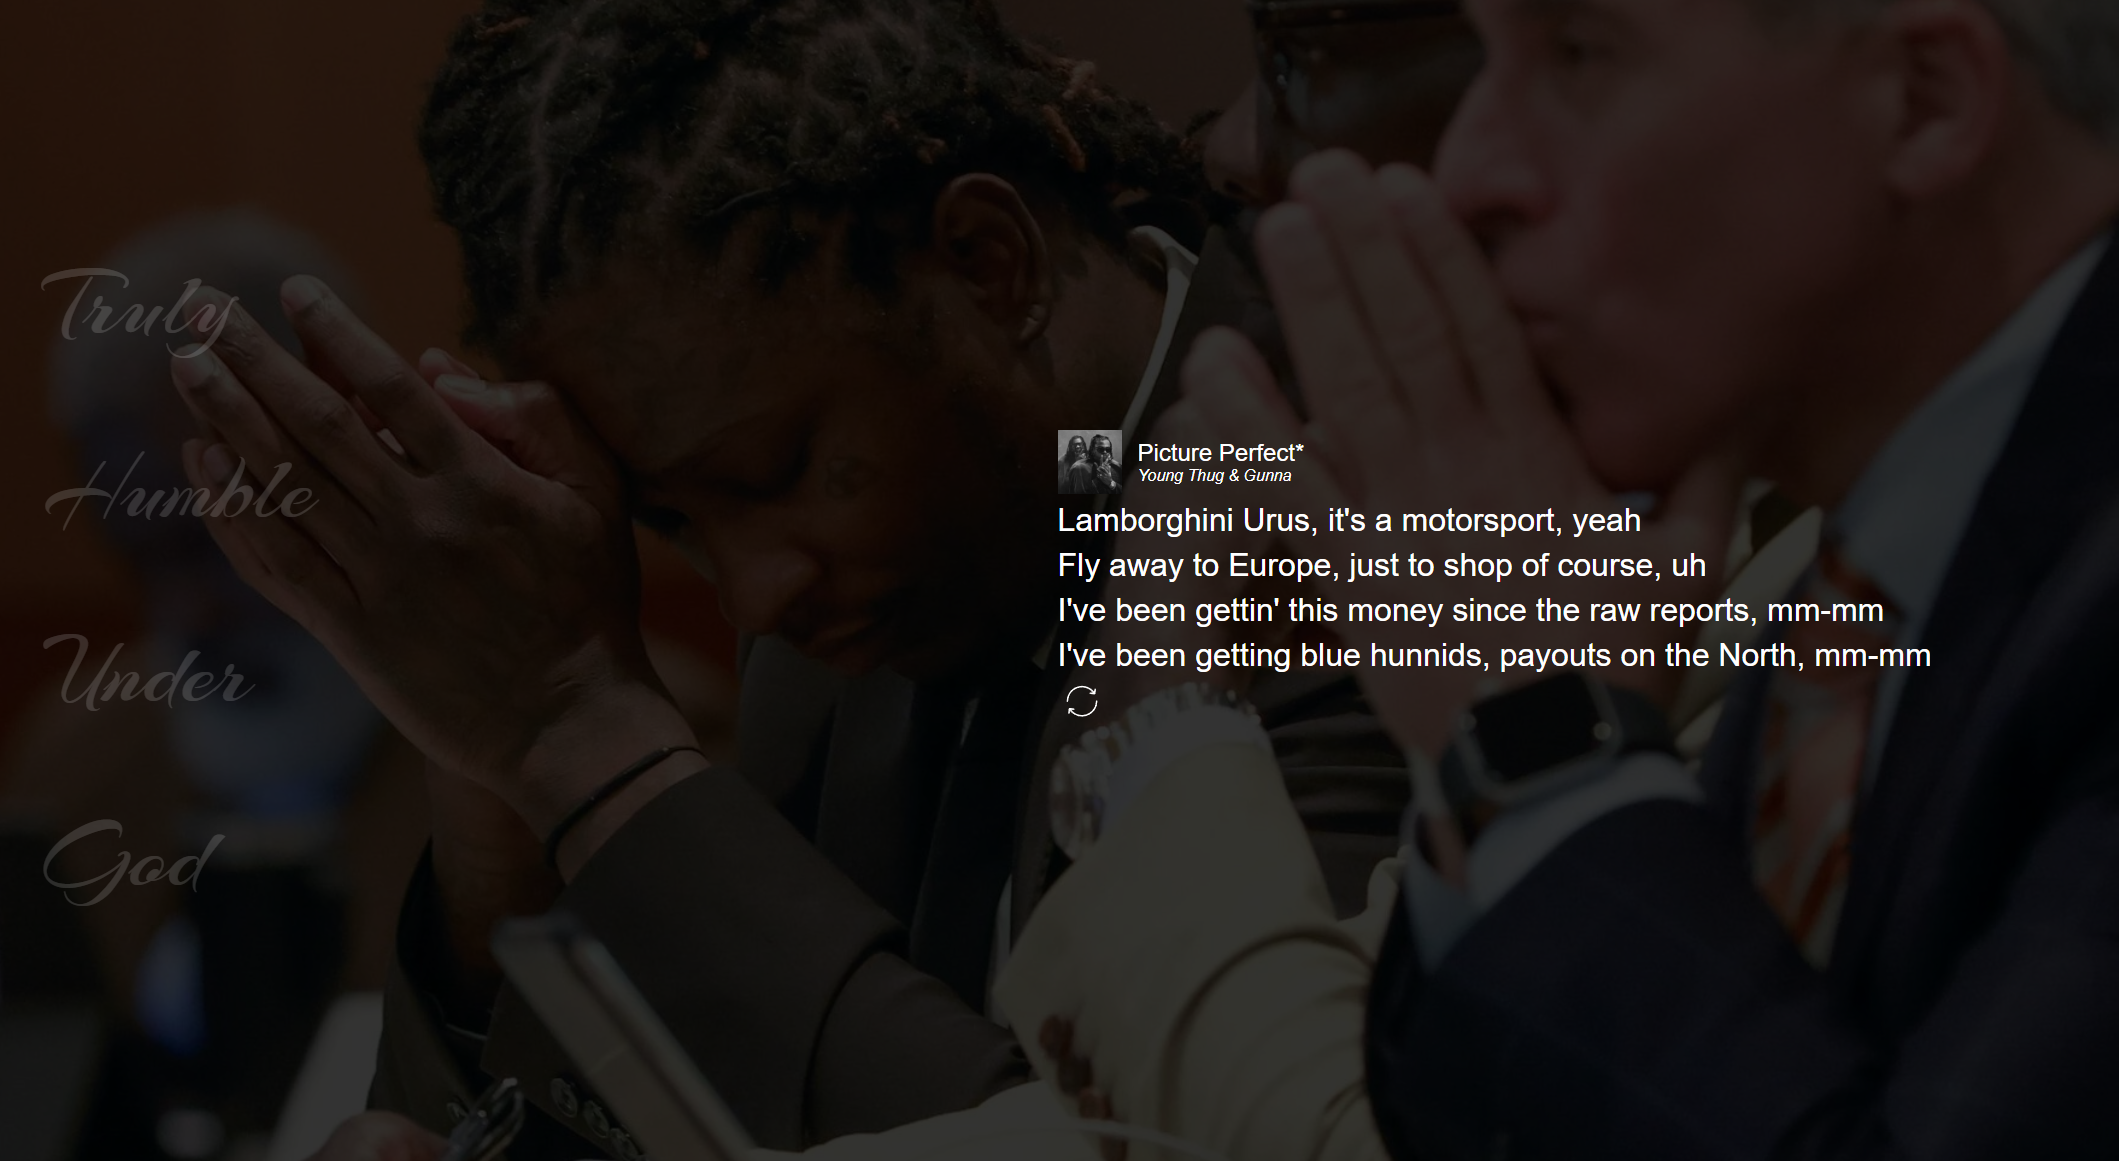 Truly
Humble
Under
God
Picture Perfect*
Young Thug & Gunna
Lamborghini Urus, it's a motorsport, yeah
Fly away to Europe, just to shop of course, uh
I've been gettin' this money since the raw reports, mm-mm
I've been getting blue hunnids, payouts on the North, mm-mm